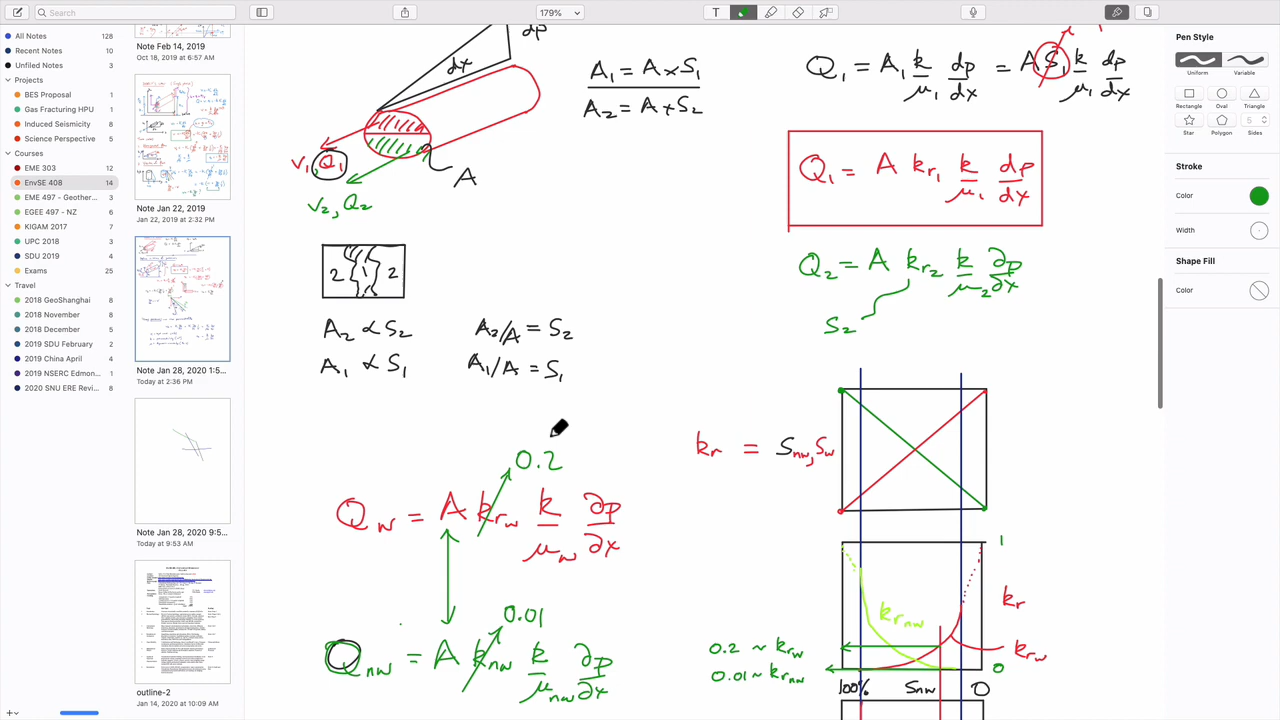 Search
179%
T
All Notes 128
Recent Notes 10
Unfiled Notes 3
Projects
BES Proposal 1
Gas Fracturing HPU 1
Induced Seismicity 8
Science Perspective 1
Courses
EME 303 12
EnvSE 408 14
EME 497 - Geother... 3
EGEE 497 - NZ
KIGAM 2017 7
UPC 2018 3
SDU 2019 4
Exams 25
Travel
2018 GeoShanghai 8
2018 November 8
2018 December 5
2019 SDU February 2
2019 China April 4
2019 NSERC Edmon... 3
2020 SNU ERE Revi... 8
Note Feb 14, 2019
Oct 18, 2019 at 6:57 AM
Note Jan 22, 2019
Jan 22, 2019 at 2:32 PM
Note Jan 28, 2020 1:5...
Today at 2:36 PM
Note Jan 28, 2020 9:5...
Today at 9:53 AM
outline-2
Jan 14, 2020 at 10:09 AM
dp
dx
V1, Q1
V2, Q2
A
A1 = A x S1
A2 = A x S2
Q1 = A1 k/μ1 dp/dx = A S1 k/μ1 dp/dx
Q1 = A kr1 k/μ1 dp/dx
Q2 = A kr2 k/μ2 ∂p/∂x
S2
2 2
A2 ∝ S2 A2/A = S2
A1 ∝ S1 A1/A = S1
0.2
Qw = A krw k/μw ∂p/∂x
0.01
Qnw = A knw k/μnw ∂p/∂x
kr = Snw, Sw
1
kr
krnw
krw
0.2 ~ krw
0.01 ~ krnw
0
100% Snw 0
Pen Style
Uniform Variable
Rectangle Oval Triangle
Star Polygon 5
Stroke
Color
Width
Shape Fill
Color